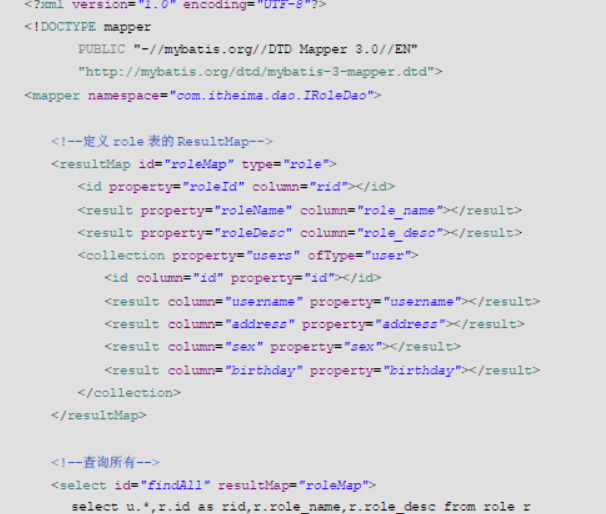 <?xml version="1.0" encoding="UTF-8"?>
<!DOCTYPE mapper
PUBLIC "-//mybatis.org//DTD Mapper 3.0//EN"
"http://mybatis.org/dtd/mybatis-3-mapper.dtd">
<mapper namespace="com.itheima.dao.IRoleDao">
<!--定义 role 表的 ResultMap-->
<resultMap id="roleMap" type="role">
<id property="roleId" column="rid"></id>
<result property="roleName" column="role_name"></result>
<result property="roleDesc" column="role_desc"></result>
<collection property="users" ofType="user">
<id column="id" property="id"></id>
<result column="username" property="username"></result>
<result column="address" property="address"></result>
<result column="sex" property="sex"></result>
<result column="birthday" property="birthday"></result>
</collection>
</resultMap>
<!--查询所有-->
<select id="findAll" resultMap="roleMap">
select u.*,r.id as rid,r.role_name,r.role_desc from role r